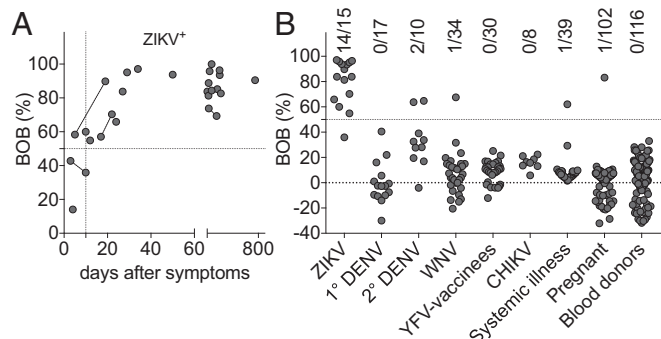 A
ZIKV+
BOB (%)
100
80
60
40
20
0
0 20 40 60 800
days after symptoms
B
14/15 0/17 2/10 1/34 0/30 0/8 1/39 1/102 0/116
BOB (%)
100
80
60
40
20
0
-20
-40
ZIKV
1° DENV
2° DENV
WNV
YFV-vaccinees
CHIKV
Systemic illness
Pregnant
Blood donors